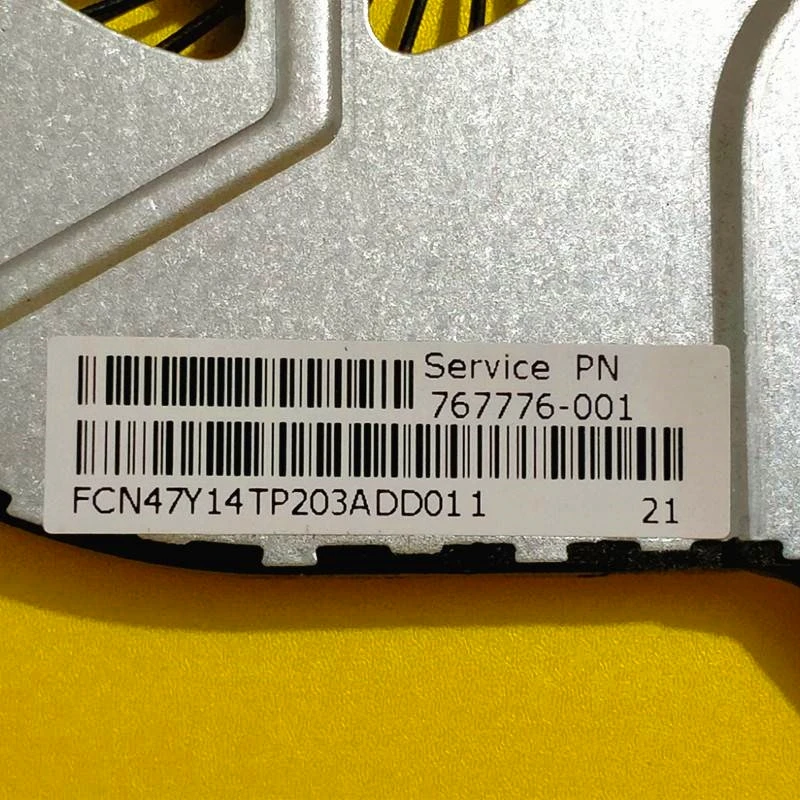 Service PN
767776-001
FCN47Y14TP203ADD011 21